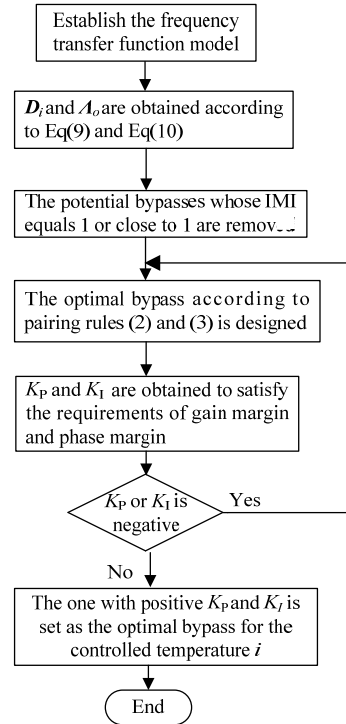 Establish the frequency
transfer function model
D_i and Λ_o are obtained according
to Eq(9) and Eq(10)
The potential bypasses whose IMI
equals 1 or close to 1 are
The optimal bypass according to
pairing rules (2) and (3) is designed
K_P and K_I are obtained to satisfy
the requirements of gain margin
and phase margin
K_P or K_I is
negative
Yes
No
The one with positive K_P and K_I is
set as the optimal bypass for the
controlled temperature i
End